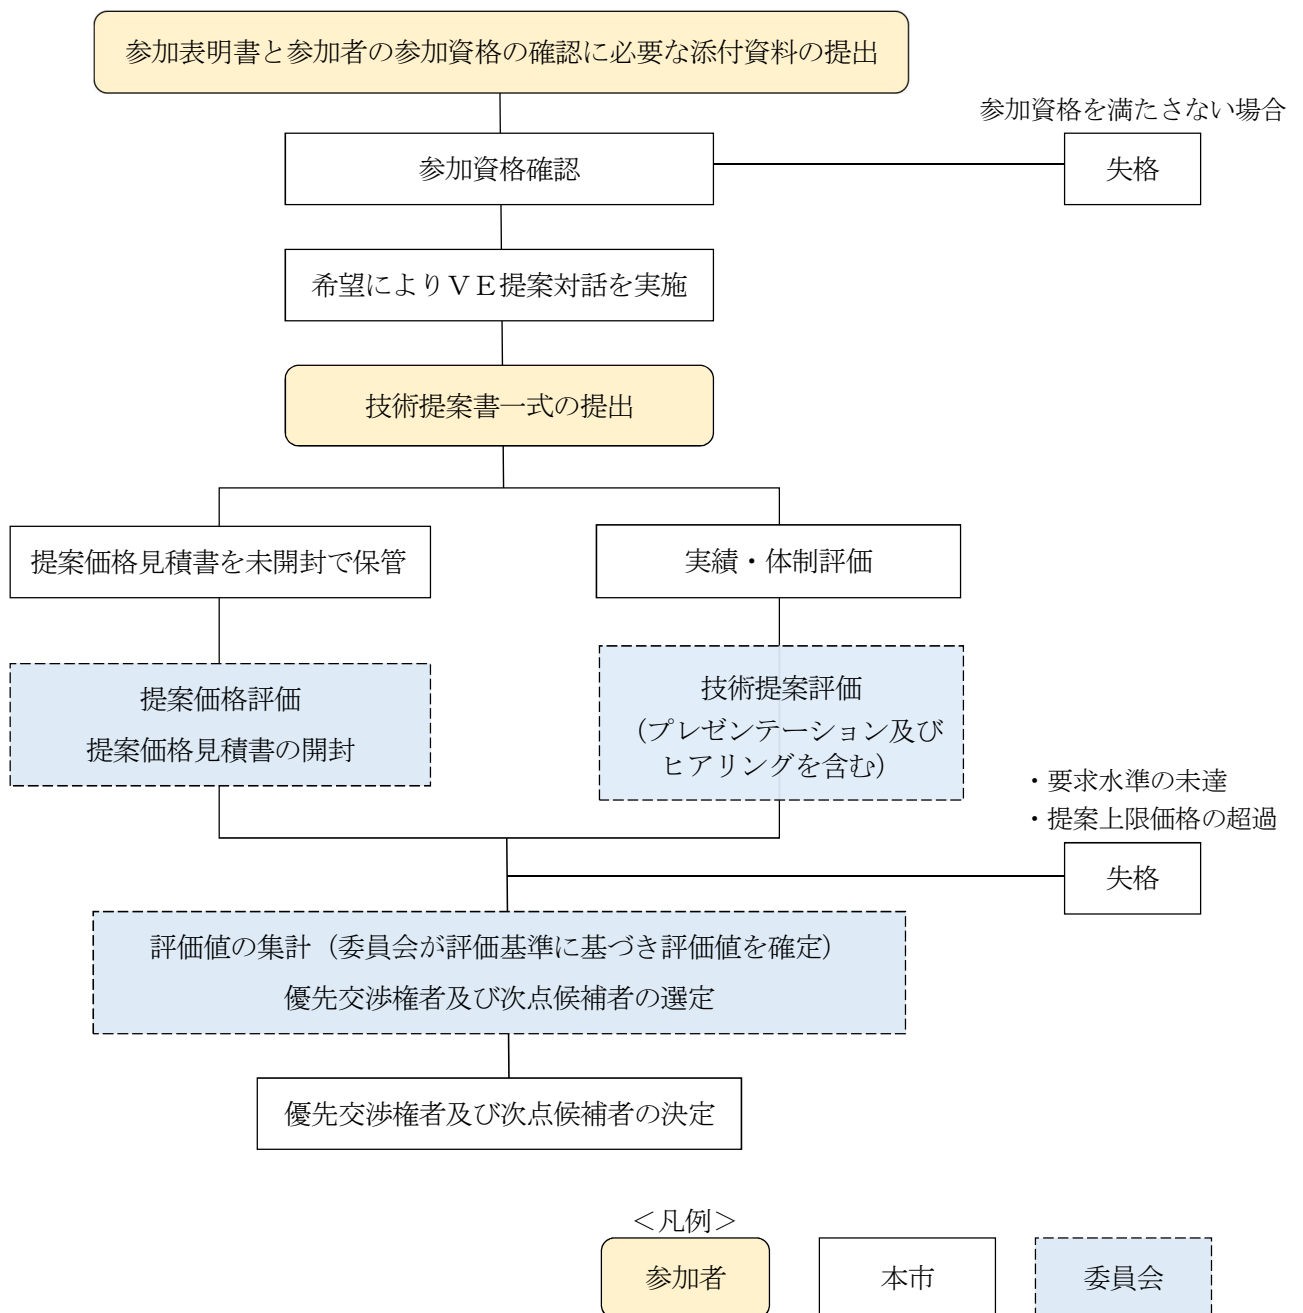 参加表明書と参加者の参加資格の確認に必要な添付資料の提出
参加資格を満たさない場合
参加資格確認
失格
希望によりＶＥ提案対話を実施
技術提案書一式の提出
提案価格見積書を未開封で保管
実績・体制評価
提案価格評価
提案価格見積書の開封
技術提案評価
（プレゼンテーション及び
ヒアリングを含む）
・要求水準の未達
・提案上限価格の超過
失格
評価値の集計（委員会が評価基準に基づき評価値を確定）
優先交渉権者及び次点候補者の選定
優先交渉権者及び次点候補者の決定
＜凡例＞
参加者
本市
委員会